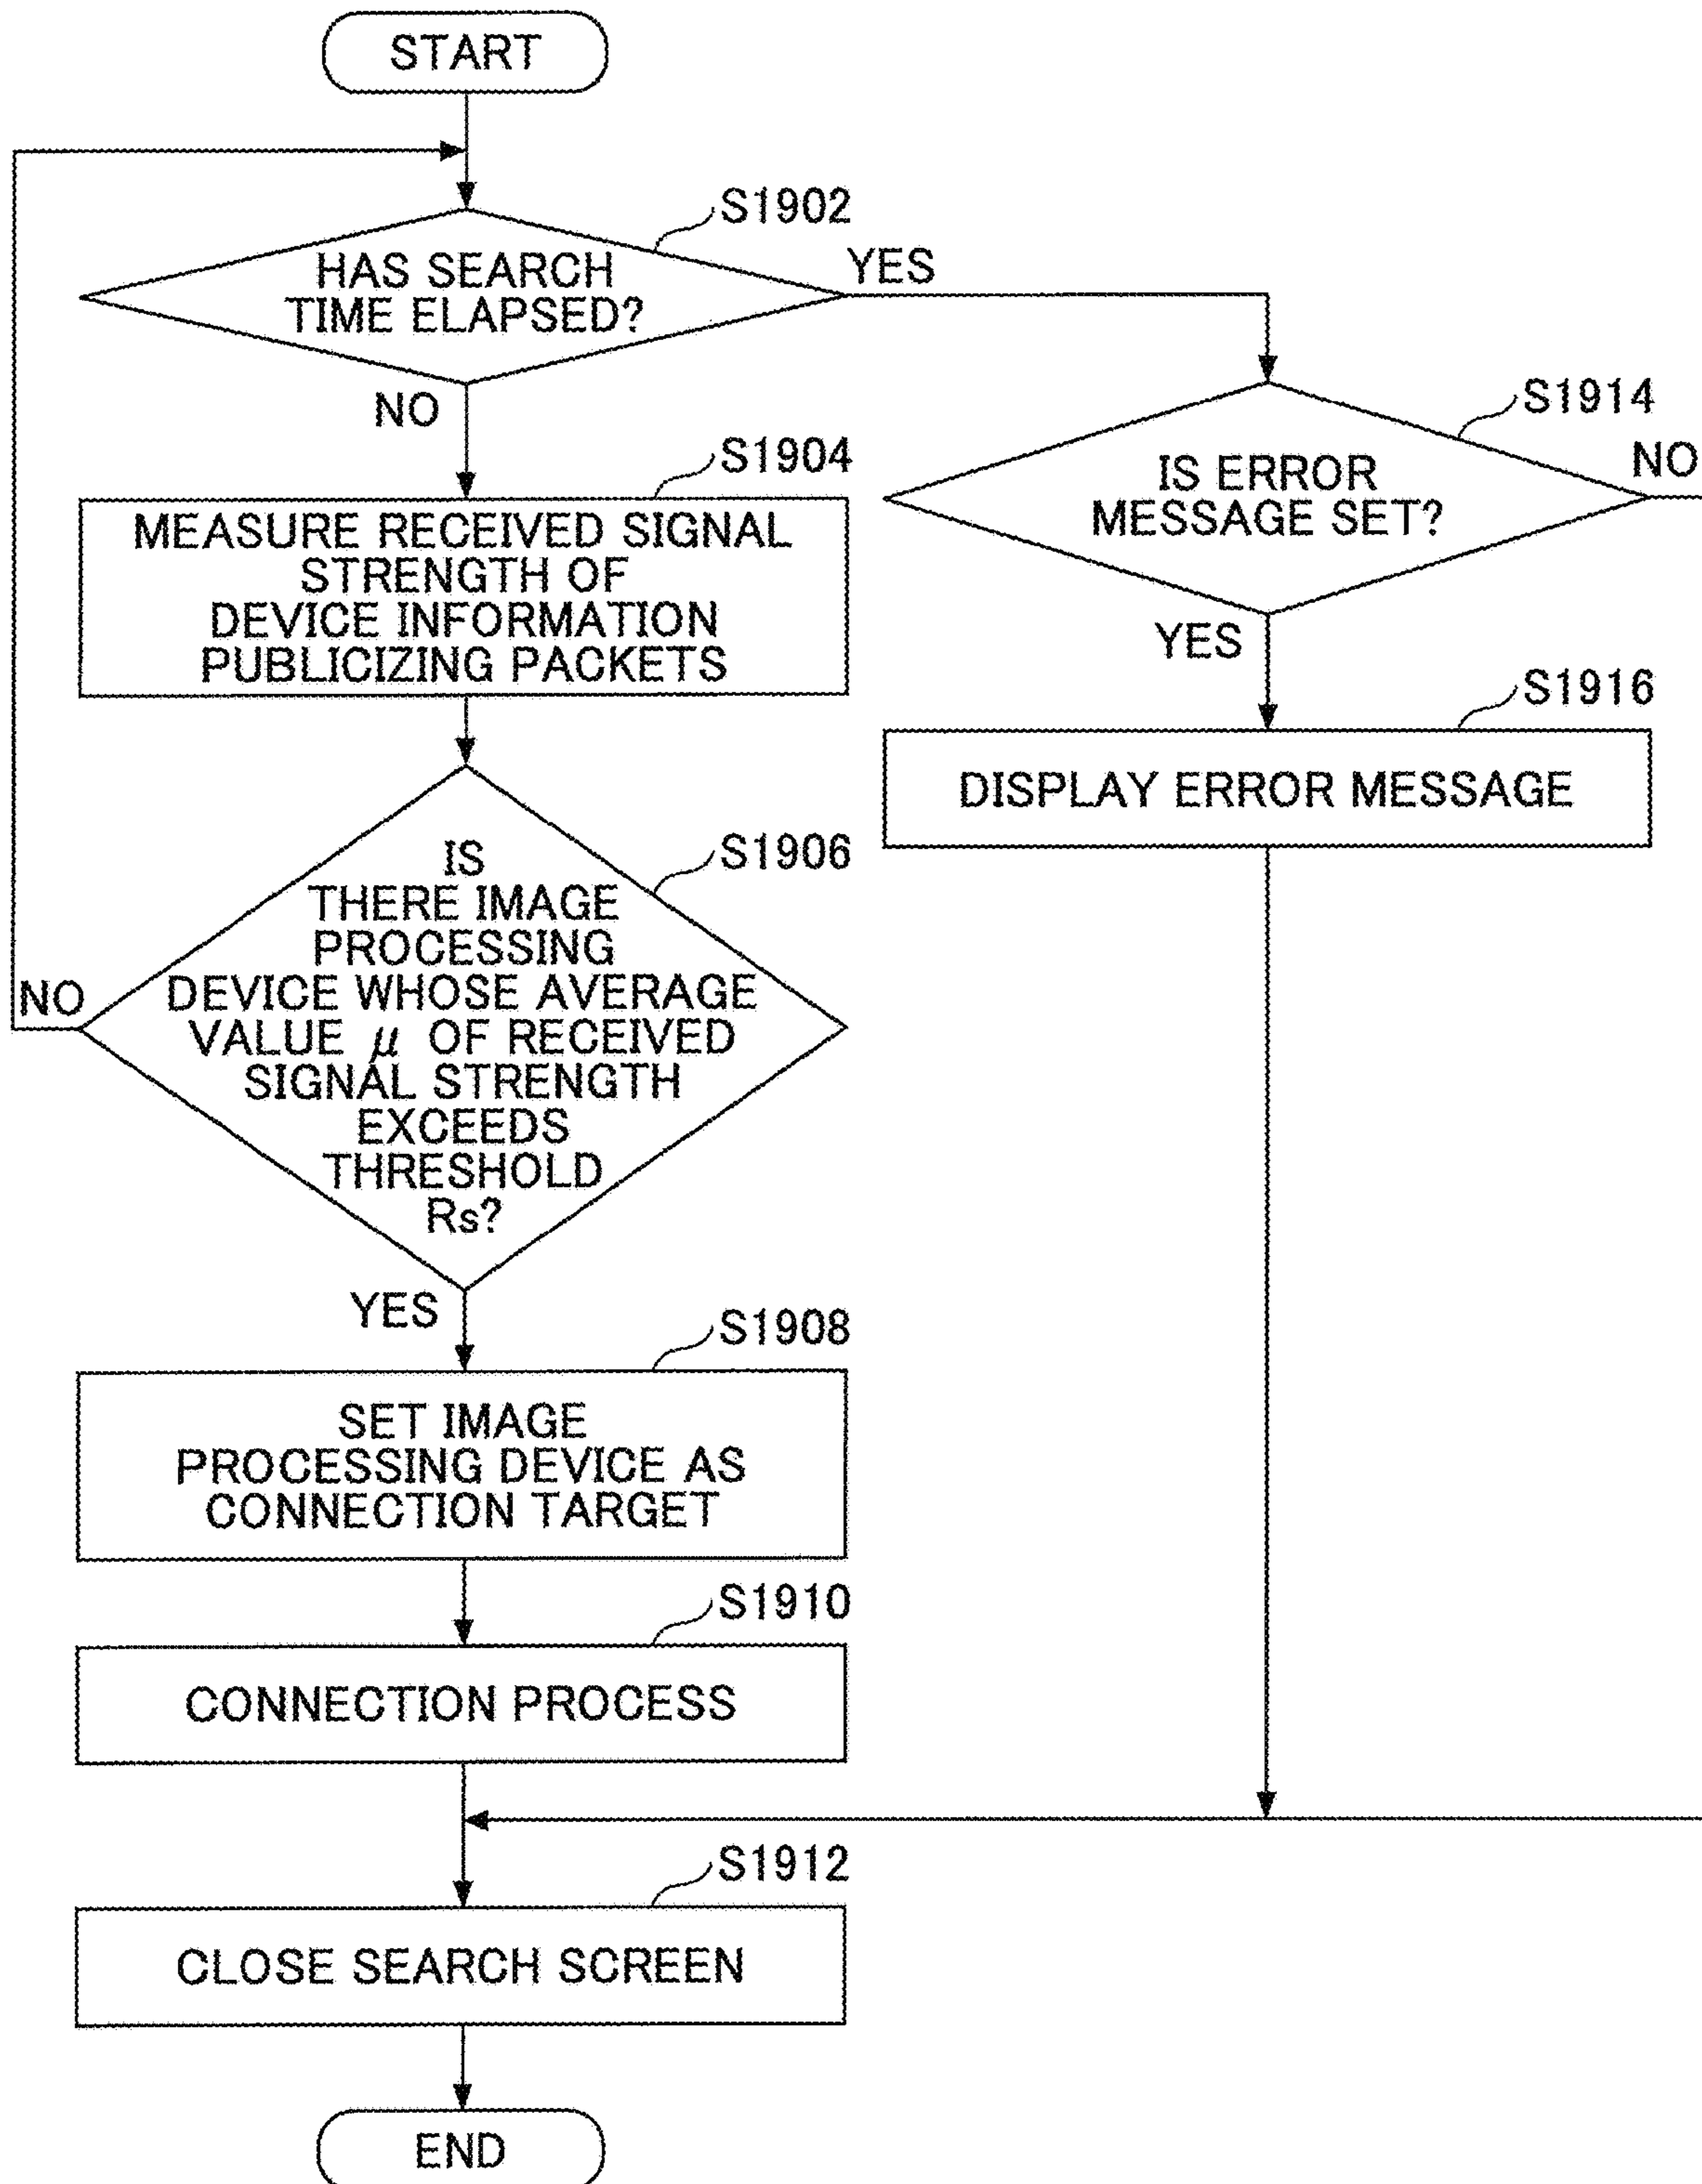 START
S1902
HAS SEARCH
TIME ELAPSED?
YES
NO
S1904
MEASURE RECEIVED SIGNAL
STRENGTH OF
DEVICE INFORMATION
PUBLICIZING PACKETS
S1906
IS
THERE IMAGE
PROCESSING
DEVICE WHOSE AVERAGE
VALUE μ OF RECEIVED
SIGNAL STRENGTH
EXCEEDS
THRESHOLD
Rs?
NO
YES
S1908
SET IMAGE
PROCESSING DEVICE AS
CONNECTION TARGET
S1910
CONNECTION PROCESS
S1912
CLOSE SEARCH SCREEN
END
S1914
IS ERROR
MESSAGE SET?
NO
YES
S1916
DISPLAY ERROR MESSAGE